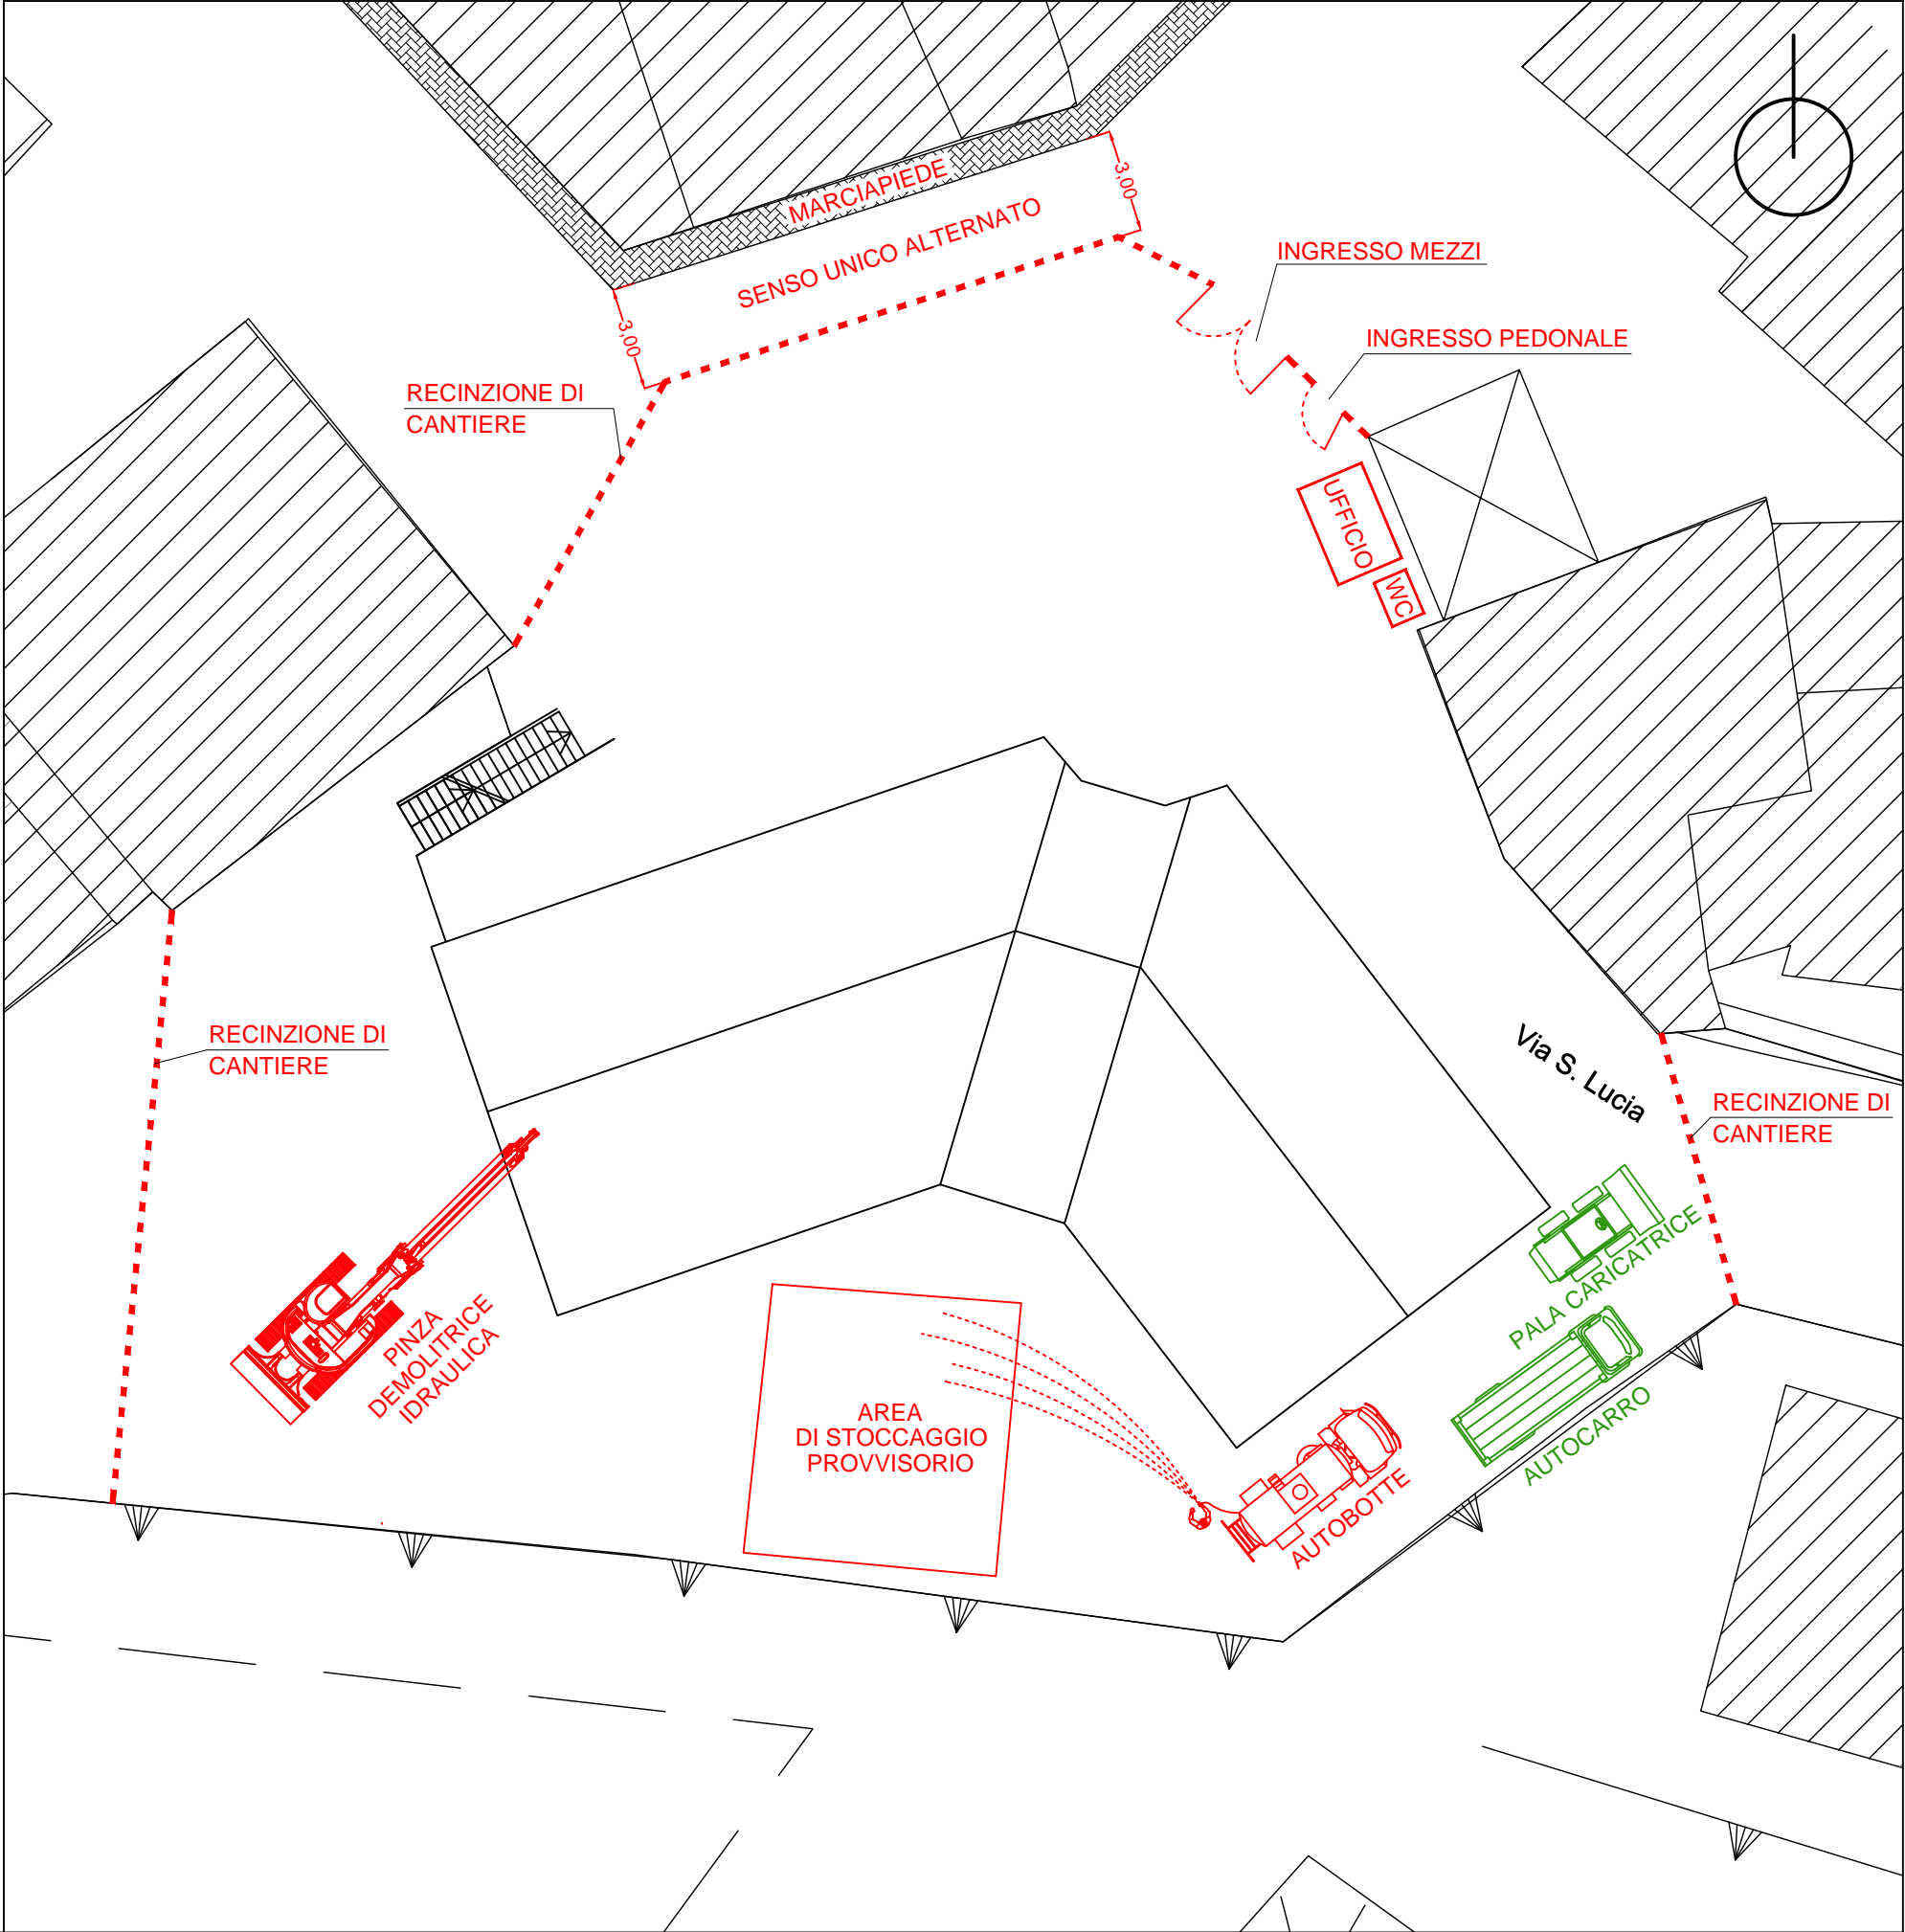 MARCIAPIEDE
3,00
SENSO UNICO ALTERNATO
INGRESSO MEZZI
3,00
INGRESSO PEDONALE
RECINZIONE DI
CANTIERE
UFFICIO
WC
RECINZIONE DI
CANTIERE
Via S. Lucia
RECINZIONE DI
CANTIERE
PALA CARICATRICE
PINZA
DEMOLITRICE
IDRAULICA
AREA
DI STOCCAGGIO
PROVVISORIO
AUTOCARRO
AUTOBOTTE